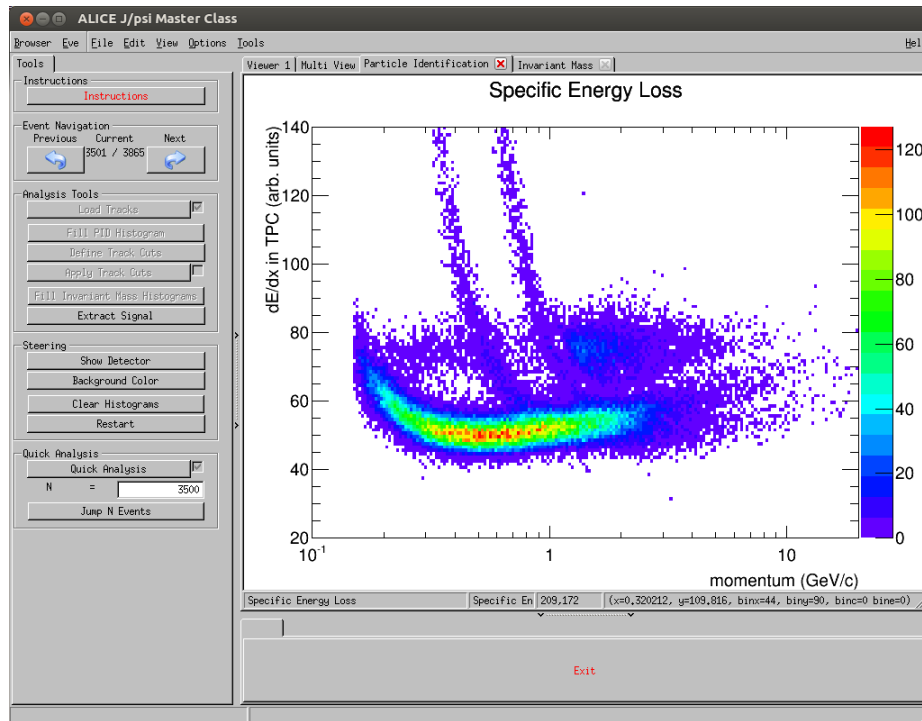 ALICE J/psi Master Class
Browser Eve File Edit View Options Tools Hel
Tools
Viewer 1 Multi View Particle Identification Invariant Mass
Instructions
Instructions
Event Navigation
Previous Current Next
3501 / 3865
Analysis Tools
Load Tracks
Fill PID Histogram
Define Track Cuts
Apply Track Cuts
Fill Invariant Mass Histograms
Extract Signal
Steering
Show Detector
Background Color
Clear Histograms
Restart
Quick Analysis
Quick Analysis
N = 3500
Jump N Events
Specific Energy Loss
dE/dx in TPC (arb. units)
140
120
100
80
60
40
20
10⁻¹ 1 10
momentum (GeV/c)
120
100
80
60
40
20
0
Specific Energy Loss Specific En 209,172 (x=0.320212, y=109.816, binx=44, biny=90, binc=0 bine=0)
Exit